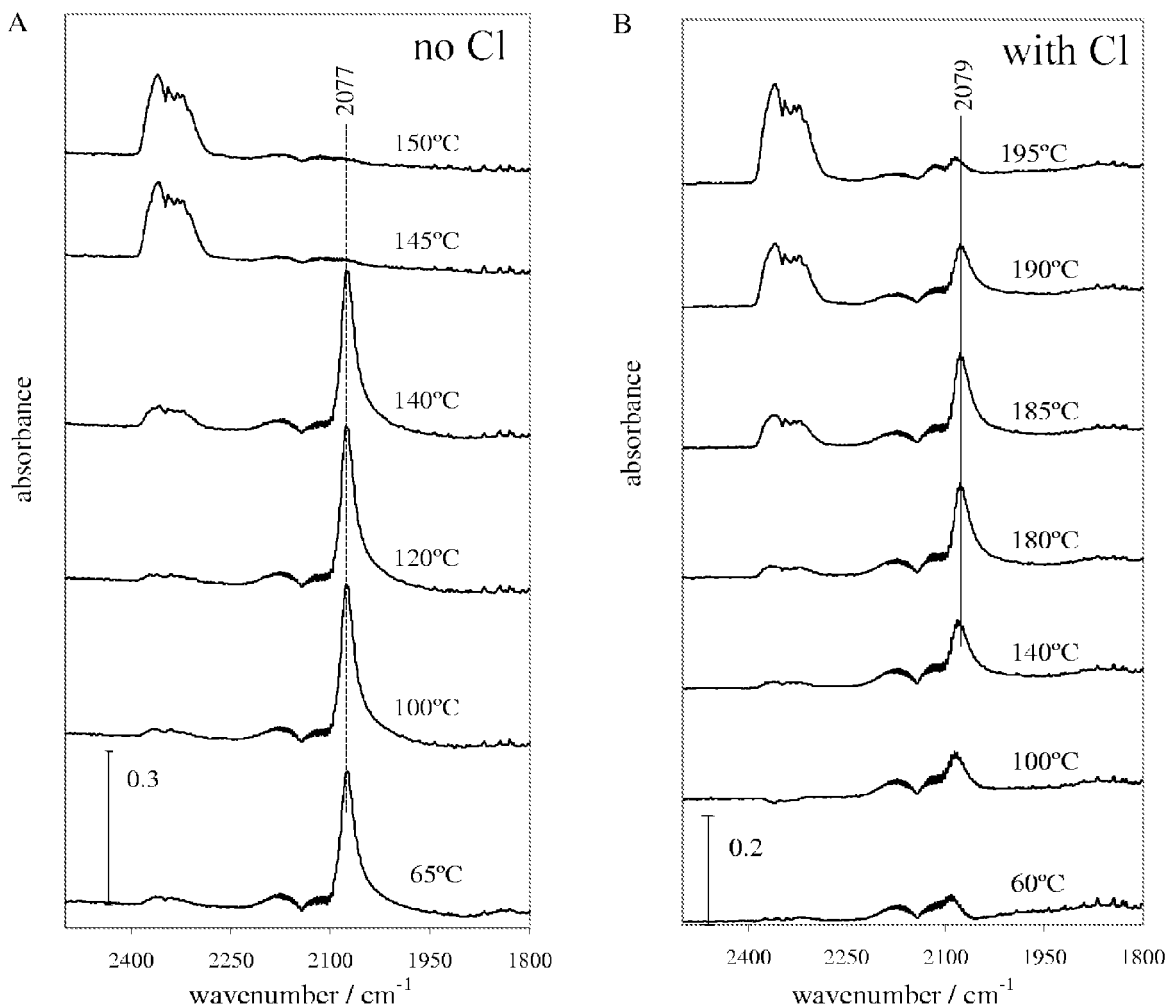 A
no Cl
2077
150ºC
145ºC
140ºC
120ºC
100ºC
65ºC
0.3
absorbance
2400 2250 2100 1950 1800
wavenumber / cm⁻¹
B
with Cl
2079
195ºC
190ºC
185ºC
180ºC
140ºC
100ºC
60ºC
0.2
absorbance
2400 2250 2100 1950 1800
wavenumber / cm⁻¹